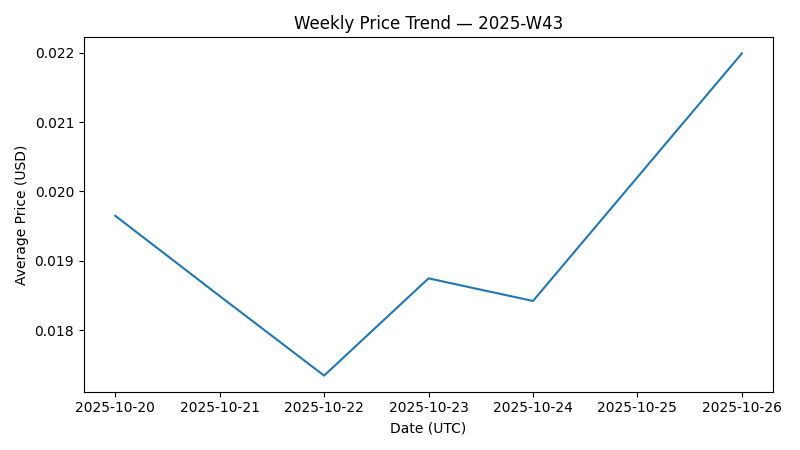 Weekly Price Trend — 2025-W43
0.022
0.021
0.020
0.019
0.018
Average Price (USD)
2025-10-20 2025-10-21 2025-10-22 2025-10-23 2025-10-24 2025-10-25 2025-10-26
Date (UTC)